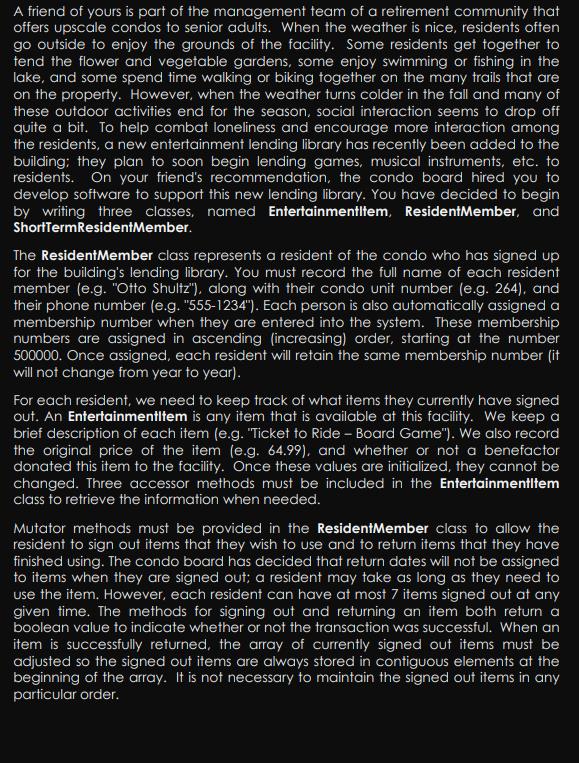 A friend of yours is part of the management team of a retirement community that
offers upscale condos to senior adults. When the weather is nice, residents often
go outside to enjoy the grounds of the facility. Some residents get together to
tend the flower and vegetable gardens, some enjoy swimming or fishing in the
lake, and some spend time walking or biking together on the many trails that are
on the property. However, when the weather turns colder in the fall and many of
these outdoor activities end for the season, social interaction seems to drop off
quite a bit. To help combat loneliness and encourage more interaction among
the residents, a new entertainment lending library has recently been added to the
building; they plan to soon begin lending games, musical instruments, etc. to
residents. On your friend's recommendation, the condo board hired you to
develop software to support this new lending library. You have decided to begin
by writing three classes, named EntertainmentItem, ResidentMember, and
ShortTermResidentMember.
The ResidentMember class represents a resident of the condo who has signed up
for the building's lending library. You must record the full name of each resident
member (e.g. "Otto Shultz"), along with their condo unit number (e.g. 264), and
their phone number (e.g. "555-1234"). Each person is also automatically assigned a
membership number when they are entered into the system. These membership
numbers are assigned in ascending (increasing) order, starting at the number
500000. Once assigned, each resident will retain the same membership number (it
will not change from year to year).
For each resident, we need to keep track of what items they currently have signed
out. An EntertainmentItem is any item that is available at this facility. We keep a
brief description of each item (e.g. "Ticket to Ride – Board Game"). We also record
the original price of the item (e.g. 64.99), and whether or not a benefactor
donated this item to the facility. Once these values are initialized, they cannot be
changed. Three accessor methods must be included in the EntertainmentItem
class to retrieve the information when needed.
Mutator methods must be provided in the ResidentMember class to allow the
resident to sign out items that they wish to use and to return items that they have
finished using. The condo board has decided that return dates will not be assigned
to items when they are signed out; a resident may take as long as they need to
use the item. However, each resident can have at most 7 items signed out at any
given time. The methods for signing out and returning an item both return a
boolean value to indicate whether or not the transaction was successful. When an
item is successfully returned, the array of currently signed out items must be
adjusted so the signed out items are always stored in contiguous elements at the
beginning of the array. It is not necessary to maintain the signed out items in any
particular order.